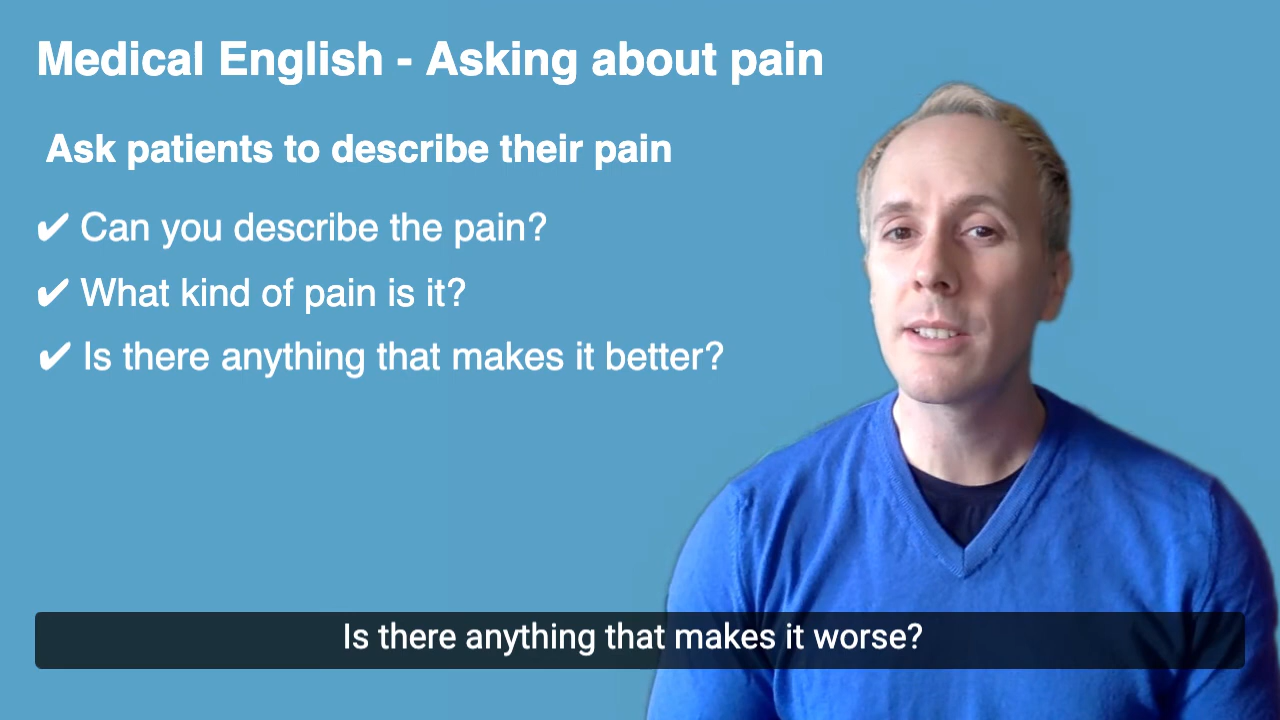 Medical English - Asking about pain
Ask patients to describe their pain
✔ Can you describe the pain?
✔ What kind of pain is it?
✔ Is there anything that makes it better?
Is there anything that makes it worse?